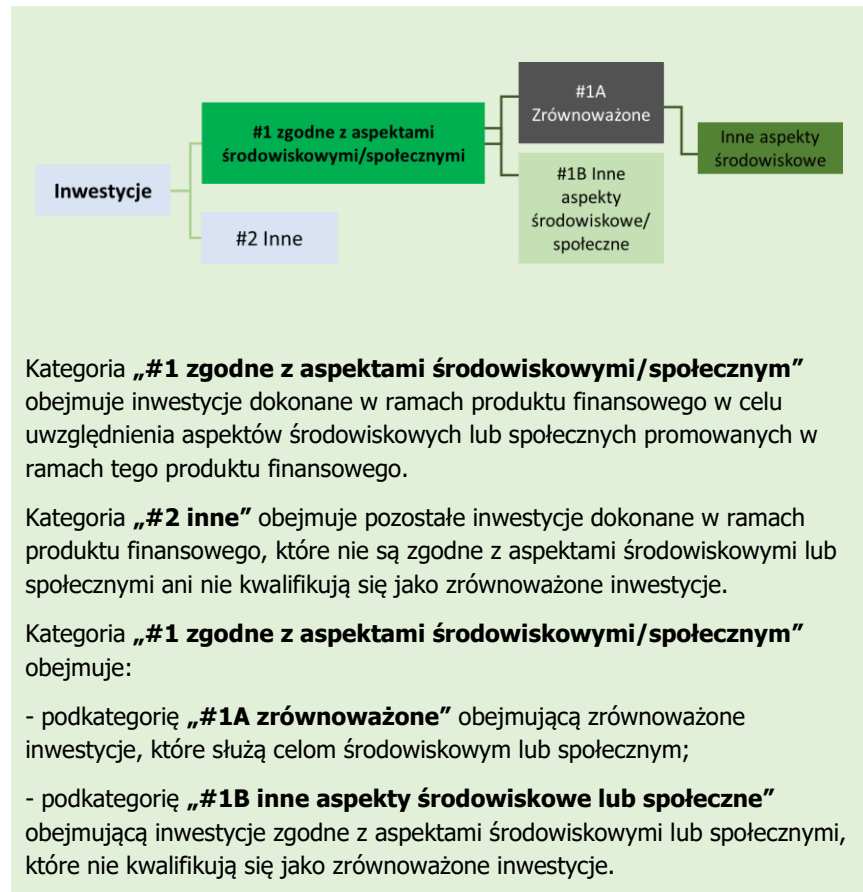 #1A
Zrównoważone
#1 zgodne z aspektami
środowiskowymi/społecznymi
Inne aspekty
środowiskowe
Inwestycje
#1B Inne
aspekty
środowiskowe/
społeczne
#2 Inne
Kategoria „#1 zgodne z aspektami środowiskowymi/społecznym”
obejmuje inwestycje dokonane w ramach produktu finansowego w celu
uwzględnienia aspektów środowiskowych lub społecznych promowanych w
ramach tego produktu finansowego.
Kategoria „#2 inne” obejmuje pozostałe inwestycje dokonane w ramach
produktu finansowego, które nie są zgodne z aspektami środowiskowymi lub
społecznymi ani nie kwalifikują się jako zrównoważone inwestycje.
Kategoria „#1 zgodne z aspektami środowiskowymi/społecznym”
obejmuje:
- podkategorię „#1A zrównoważone” obejmującą zrównoważone
inwestycje, które służą celom środowiskowym lub społecznym;
- podkategorię „#1B inne aspekty środowiskowe lub społeczne”
obejmującą inwestycje zgodne z aspektami środowiskowymi lub społecznymi,
które nie kwalifikują się jako zrównoważone inwestycje.